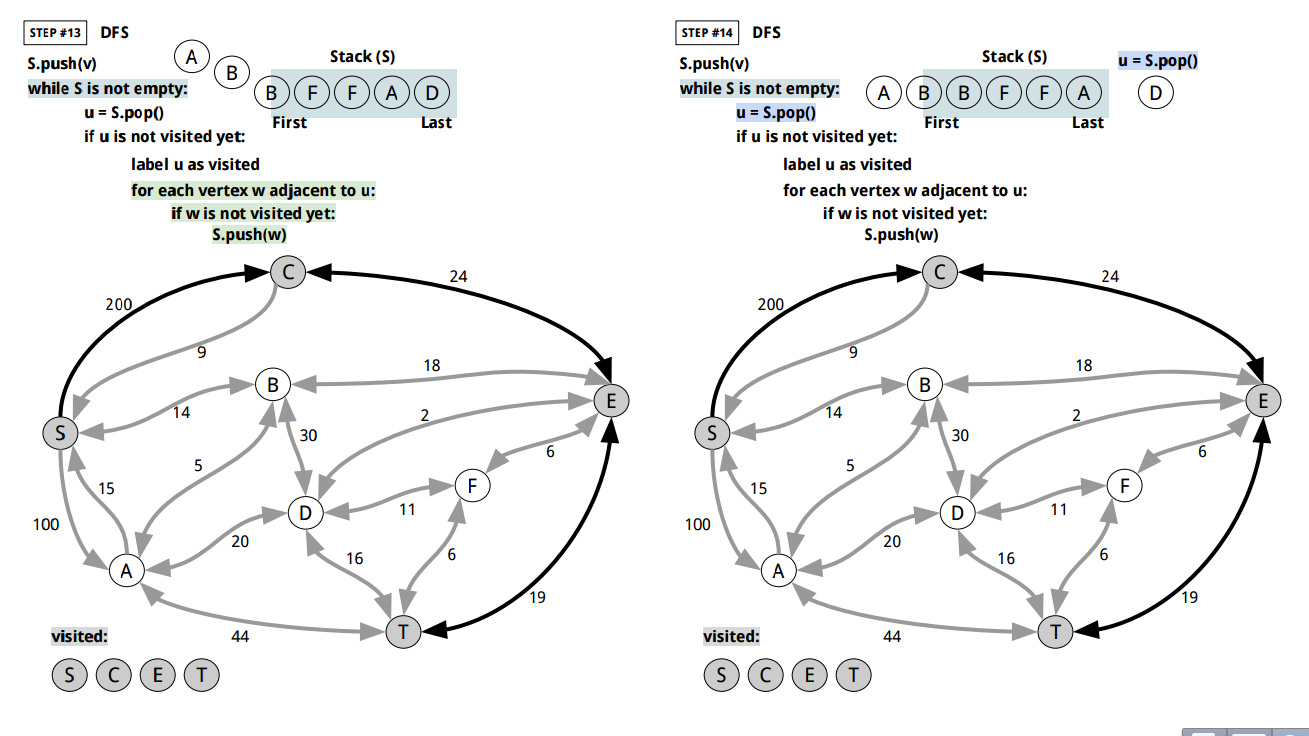 STEP #13 DFS
S.push(v)
while S is not empty:
u = S.pop()
if u is not visited yet:
label u as visited
for each vertex w adjacent to u:
if w is not visited yet:
S.push(w)
Stack (S)
A B B F F A D
First Last
C
24
200
9
B
18
E
14
S
2
30
5
6
15
F
D
11
100
20
16
6
A
19
44
T
visited:
S C E T
STEP #14 DFS
S.push(v)
while S is not empty:
u = S.pop()
if u is not visited yet:
label u as visited
for each vertex w adjacent to u:
if w is not visited yet:
S.push(w)
Stack (S)
A B B F F A
First Last
u = S.pop()
D
C
24
200
9
B
18
E
14
S
2
30
5
6
15
F
D
11
100
20
16
6
A
19
44
T
visited:
S C E T